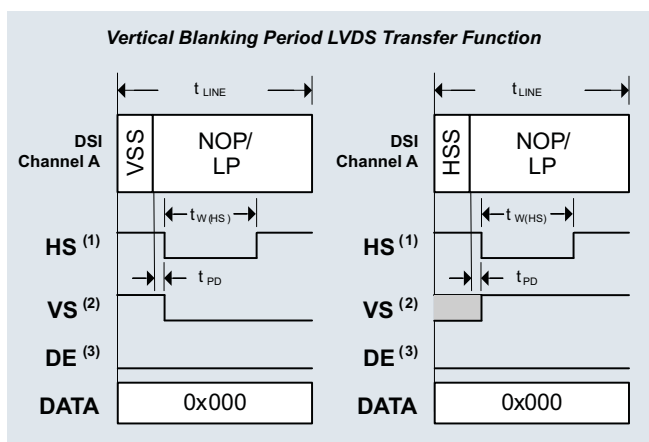 Vertical Blanking Period LVDS Transfer Function
t LINE
DSI
Channel A
VSS
NOP/
LP
t W(HS)
HS (1)
t PD
VS (2)
DE (3)
DATA
0x000
t LINE
DSI
Channel A
HSS
NOP/
LP
t W(HS)
HS (1)
t PD
VS (2)
DE (3)
DATA
0x000